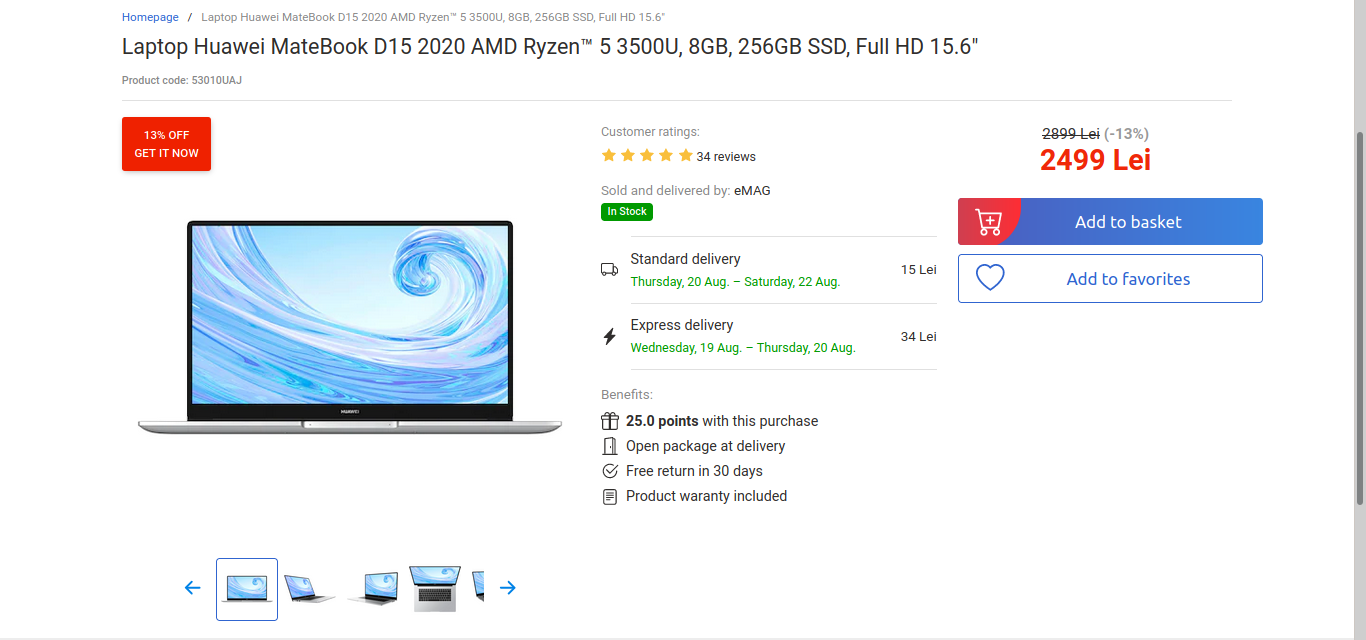 Homepage / Laptop Huawei MateBook D15 2020 AMD Ryzen™ 5 3500U, 8GB, 256GB SSD, Full HD 15.6"
Laptop Huawei MateBook D15 2020 AMD Ryzen™ 5 3500U, 8GB, 256GB SSD, Full HD 15.6"
Product code: 53010UAJ
13% OFF
GET IT NOW
HUAWEI
Customer ratings:
34 reviews
Sold and delivered by: eMAG
In Stock
Standard delivery
Thursday, 20 Aug. – Saturday, 22 Aug.
15 Lei
Express delivery
Wednesday, 19 Aug. – Thursday, 20 Aug.
34 Lei
Benefits:
25.0 points with this purchase
Open package at delivery
Free return in 30 days
Product waranty included
2899 Lei (-13%)
2499 Lei
Add to basket
Add to favorites